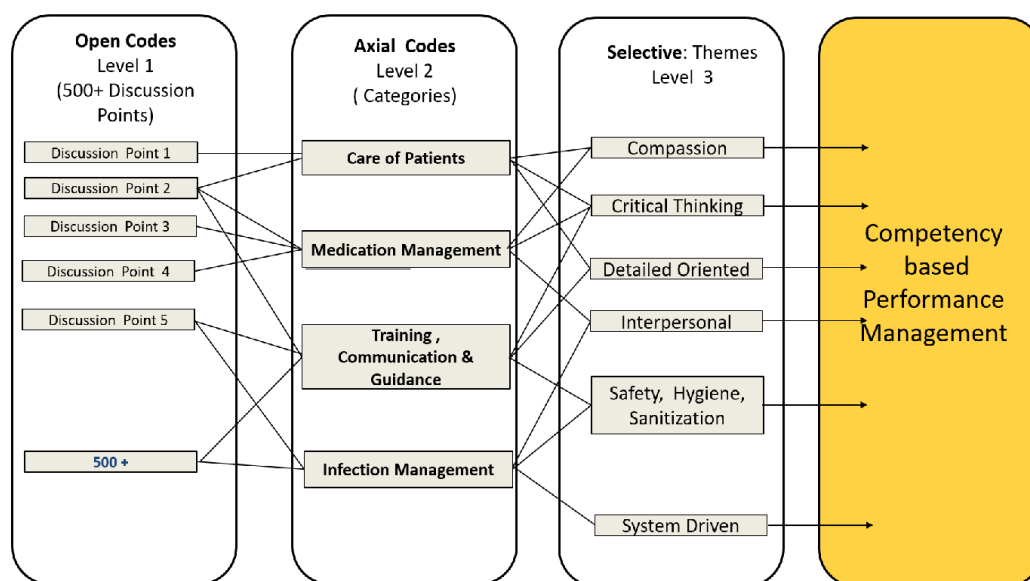 Open Codes
Level 1
(500+ Discussion
Points)
Discussion Point 1
Discussion Point 2
Discussion Point 3
Discussion Point 4
Discussion Point 5
500 +
Axial Codes
Level 2
( Categories)
Care of Patients
Medication Management
Training ,
Communication &
Guidance
Infection Management
Selective: Themes
Level 3
Compassion
Critical Thinking
Detailed Oriented
Interpersonal
Safety, Hygiene,
Sanitization
System Driven
Competency
based
Performance
Management